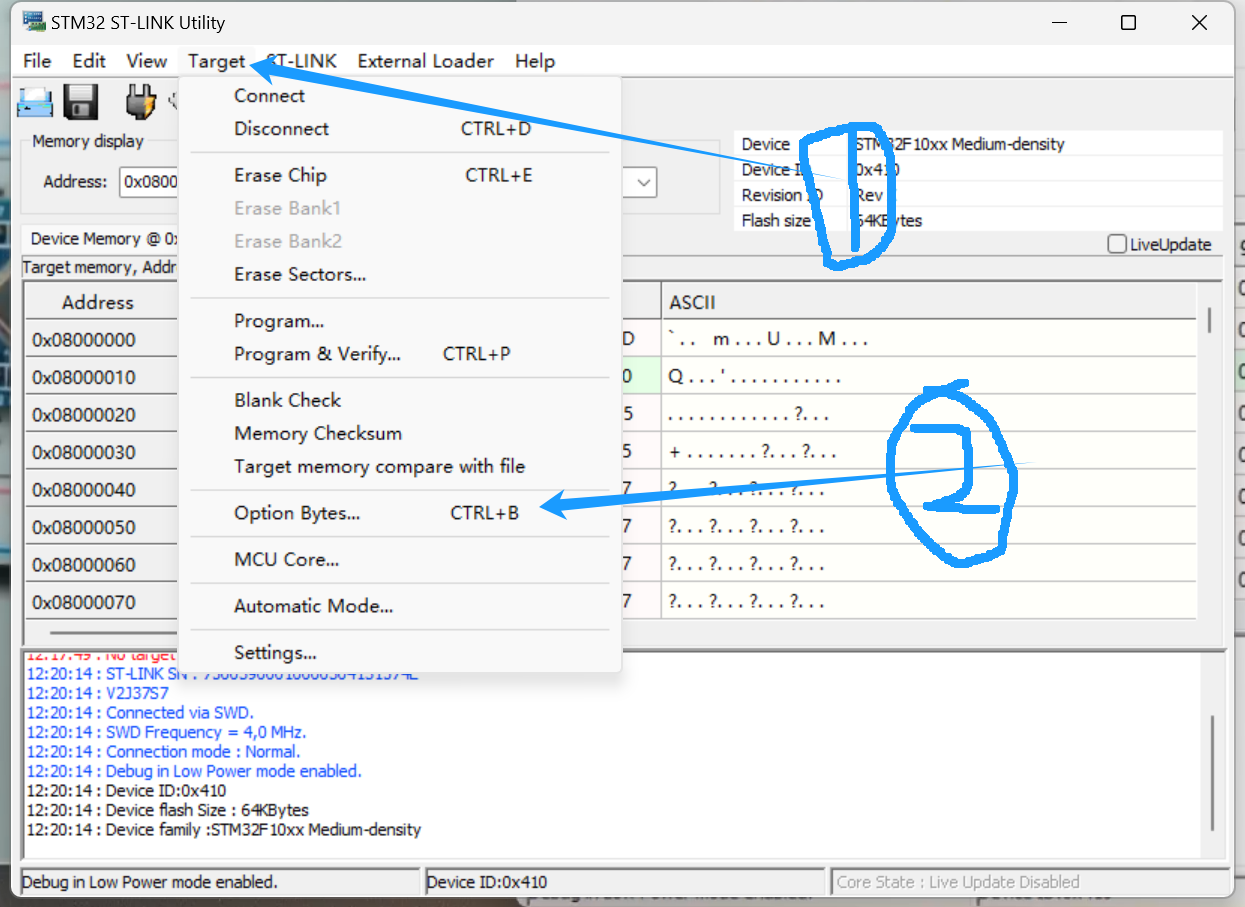 STM32 ST-LINK Utility
File Edit View Target ST-LINK External Loader Help
Connect
Disconnect CTRL+D
Erase Chip CTRL+E
Erase Bank1
Erase Bank2
Erase Sectors...
Program...
Program & Verify... CTRL+P
Blank Check
Memory Checksum
Target memory compare with file
Option Bytes... CTRL+B
MCU Core...
Automatic Mode...
Settings...
Memory display
Address: 0x0800
Device STM32F10xx Medium-density
Device ID 0x410
Revision ID Rev
Flash size 64KBytes
1
LiveUpdate
Device Memory @ 0x
Target memory, Addr
Address D ASCII
0x08000000 `.. m...U...M...
0x08000010 0 Q...'...........
0x08000020 5 ............?...
0x08000030 5 +.......?...?...
0x08000040 7 ?...?...?...?...
0x08000050 7 ?...?...?...?...
0x08000060 7 ?...?...?...?...
0x08000070 7 ?...?...?...?...
2
12:17:49 : No target
12:20:14 : ST-LINK SN :
12:20:14 : V2J37S7
12:20:14 : Connected via SWD.
12:20:14 : SWD Frequency = 4,0 MHz.
12:20:14 : Connection mode : Normal.
12:20:14 : Debug in Low Power mode enabled.
12:20:14 : Device ID:0x410
12:20:14 : Device flash Size : 64KBytes
12:20:14 : Device family :STM32F10xx Medium-density
Debug in Low Power mode enabled. Device ID:0x410 Core State : Live Update Disabled